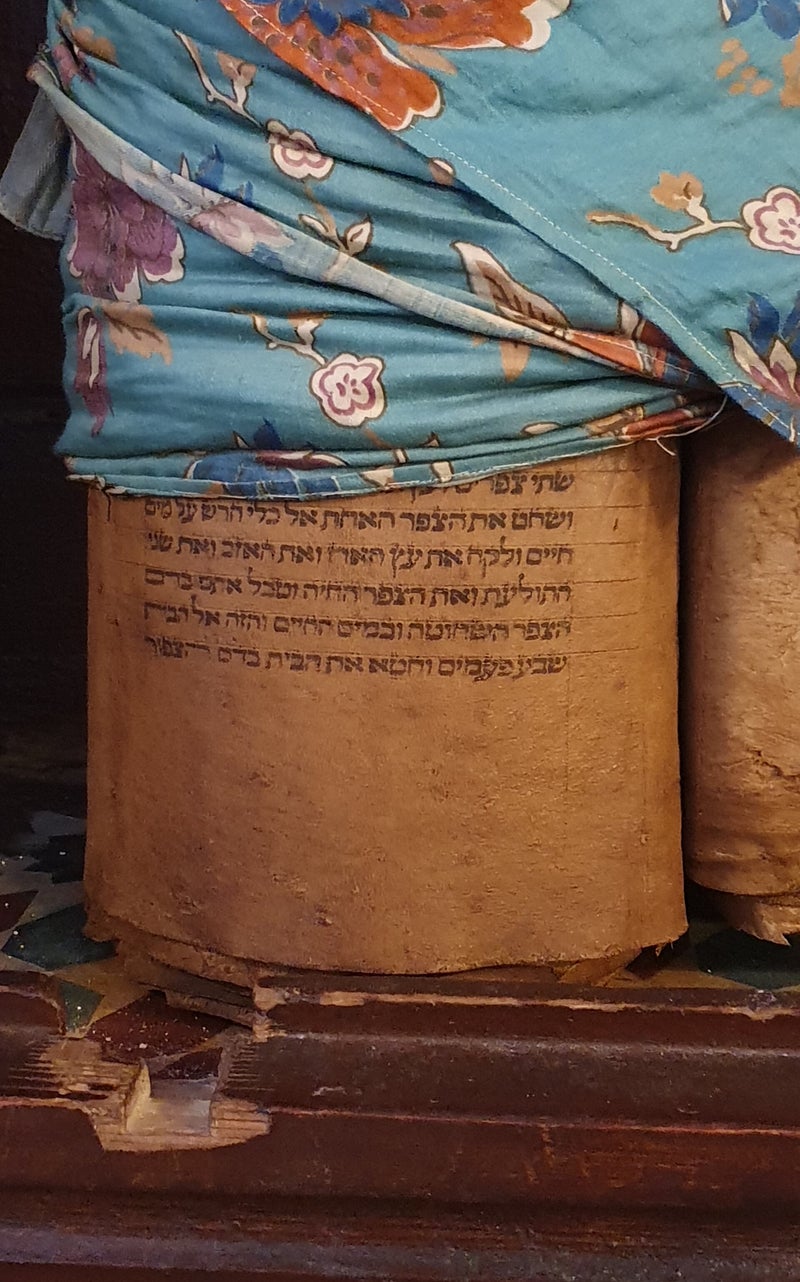 שתי צפרים ועץ
ושחט את הצפר האחת אל כלי חרש על מים
חיים ולקח את עץ הארז ואת האזב ואת שני
התולעת ואת הצפר החיה וטבל אתם בדם
הצפר השחוטה ובמים החיים והזה אל הבית
שבע פעמים וחטא את הבית בדם הצפור